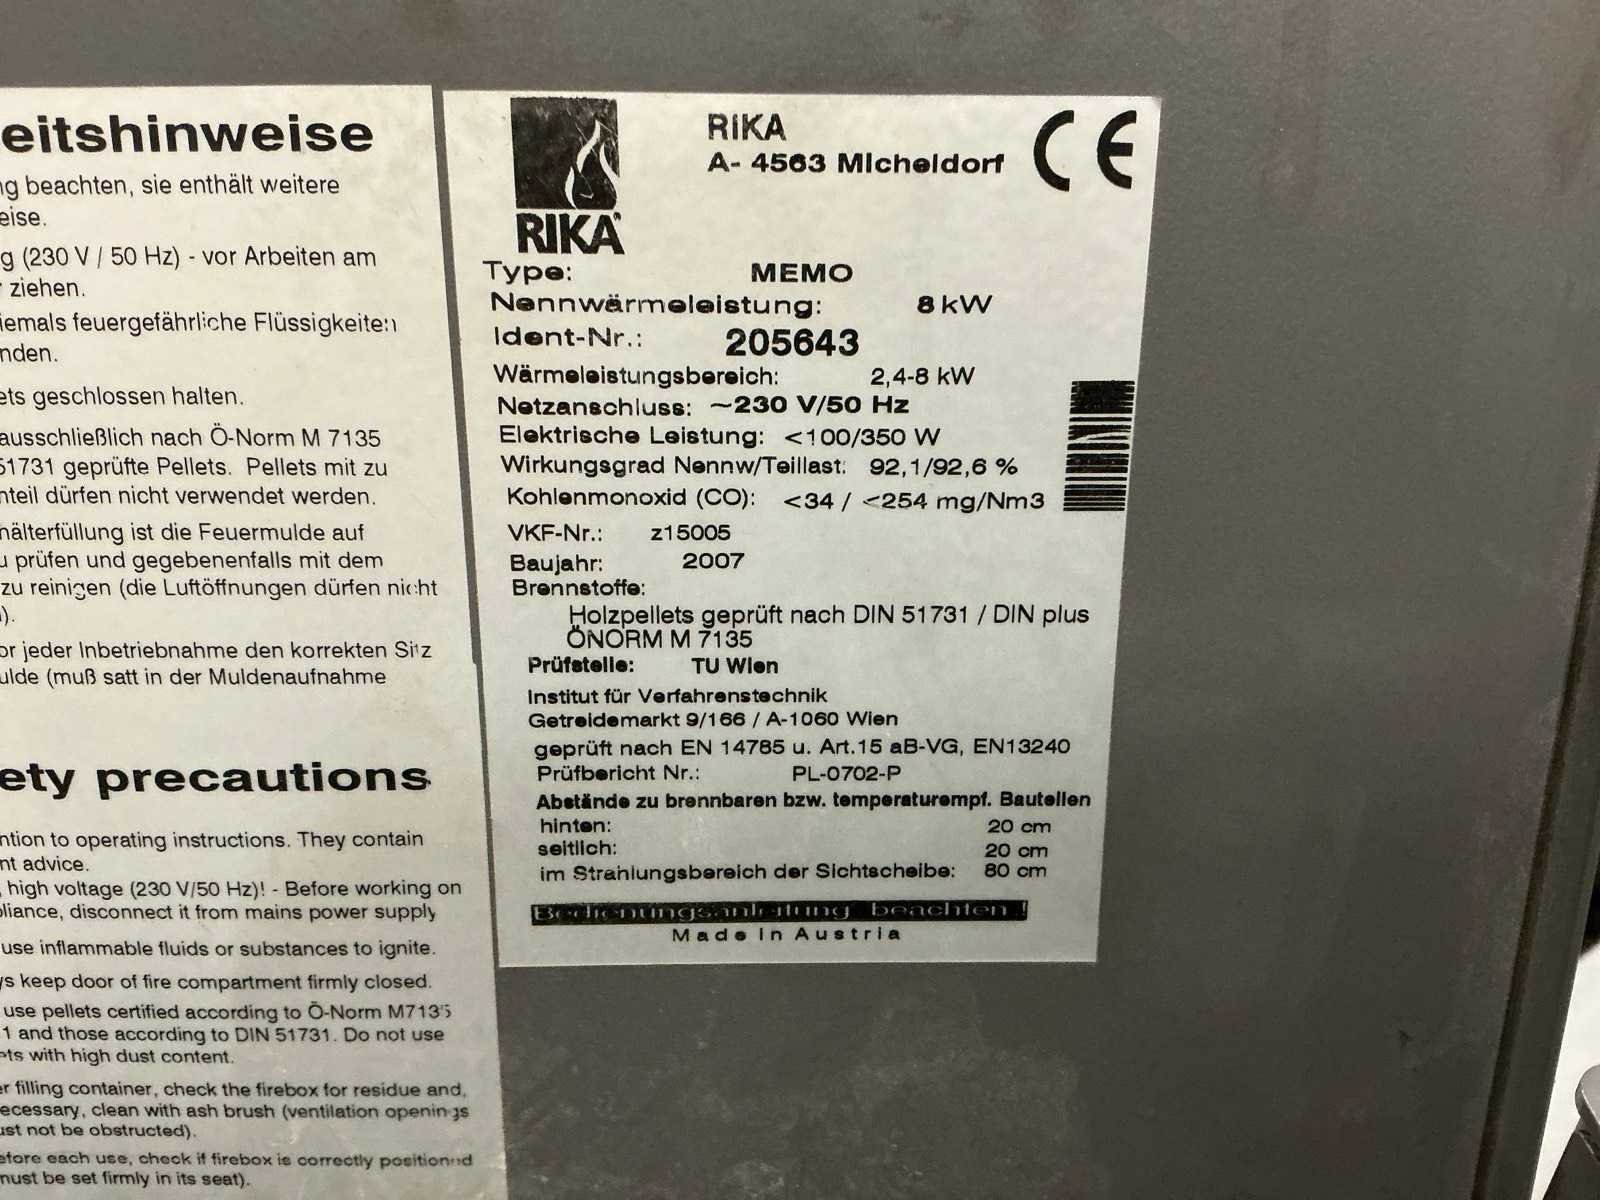 eitshinweise
ng beachten, sie enthält weitere
eise.
g (230 V / 50 Hz) - vor Arbeiten am
r ziehen.
iemals feuergefährliche Flüssigkeiten
nden.
ets geschlossen halten.
ausschließlich nach Ö-Norm M 7135
51731 geprüfte Pellets. Pellets mit zu
nteil dürfen nicht verwendet werden.
hälterfüllung ist die Feuermulde auf
u prüfen und gegebenenfalls mit dem
zu reinigen (die Luftöffnungen dürfen nicht
).
or jeder Inbetriebnahme den korrekten Sitz
ulde (muß satt in der Muldenaufnahme
ety precautions
ntion to operating instructions. They contain
nt advice.
, high voltage (230 V/50 Hz)! - Before working on
pliance, disconnect it from mains power supply
use inflammable fluids or substances to ignite.
ys keep door of fire compartment firmly closed.
use pellets certified according to Ö-Norm M7135
1 and those according to DIN 51731. Do not use
ets with high dust content.
er filling container, check the firebox for residue and,
ecessary, clean with ash brush (ventilation openings
ust not be obstructed).
efore each use, check if firebox is correctly positioned
must be set firmly in its seat).
RIKA®
RIKA
A- 4563 Micheldorf
CE
Type: MEMO
Nennwärmeleistung: 8 kW
Ident-Nr.: 205643
Wärmeleistungsbereich: 2,4-8 kW
Netzanschluss: ~230 V/50 Hz
Elektrische Leistung: <100/350 W
Wirkungsgrad Nennw/Teillast: 92,1/92,6 %
Kohlenmonoxid (CO): <34 / <254 mg/Nm3
VKF-Nr.: z15005
Baujahr: 2007
Brennstoffe:
Holzpellets geprüft nach DIN 51731 / DIN plus
ÖNORM M 7135
Prüfstelle: TU Wien
Institut für Verfahrenstechnik
Getreidemarkt 9/166 / A-1060 Wien
geprüft nach EN 14785 u. Art.15 aB-VG, EN13240
Prüfbericht Nr.: PL-0702-P
Abstände zu brennbaren bzw. temperaturempf. Bauteilen
hinten: 20 cm
seitlich: 20 cm
im Strahlungsbereich der Sichtscheibe: 80 cm
Bedienungsanleitung beachten !
Made in Austria